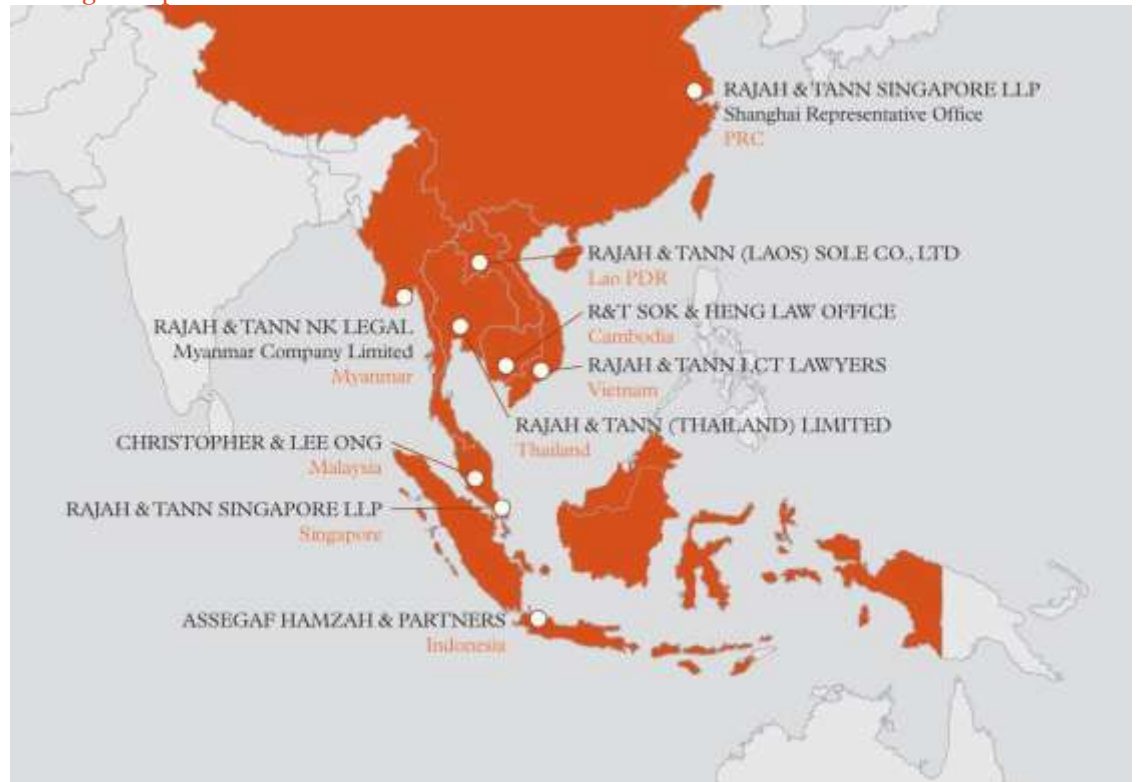 RAJAH & TANN SINGAPORE LLP
Shanghai Representative Office
PRC
RAJAH & TANN (LAOS) SOLE CO., LTD
Lao PDR
R&T SOK & HENG LAW OFFICE
Cambodia
RAJAH & TANN NK LEGAL
Myanmar Company Limited
Myanmar
RAJAH & TANN LCT LAWYERS
Vietnam
RAJAH & TANN (THAILAND) LIMITED
Thailand
CHRISTOPHER & LEE ONG
Malaysia
RAJAH & TANN SINGAPORE LLP
Singapore
ASSEGAF HAMZAH & PARTNERS
Indonesia